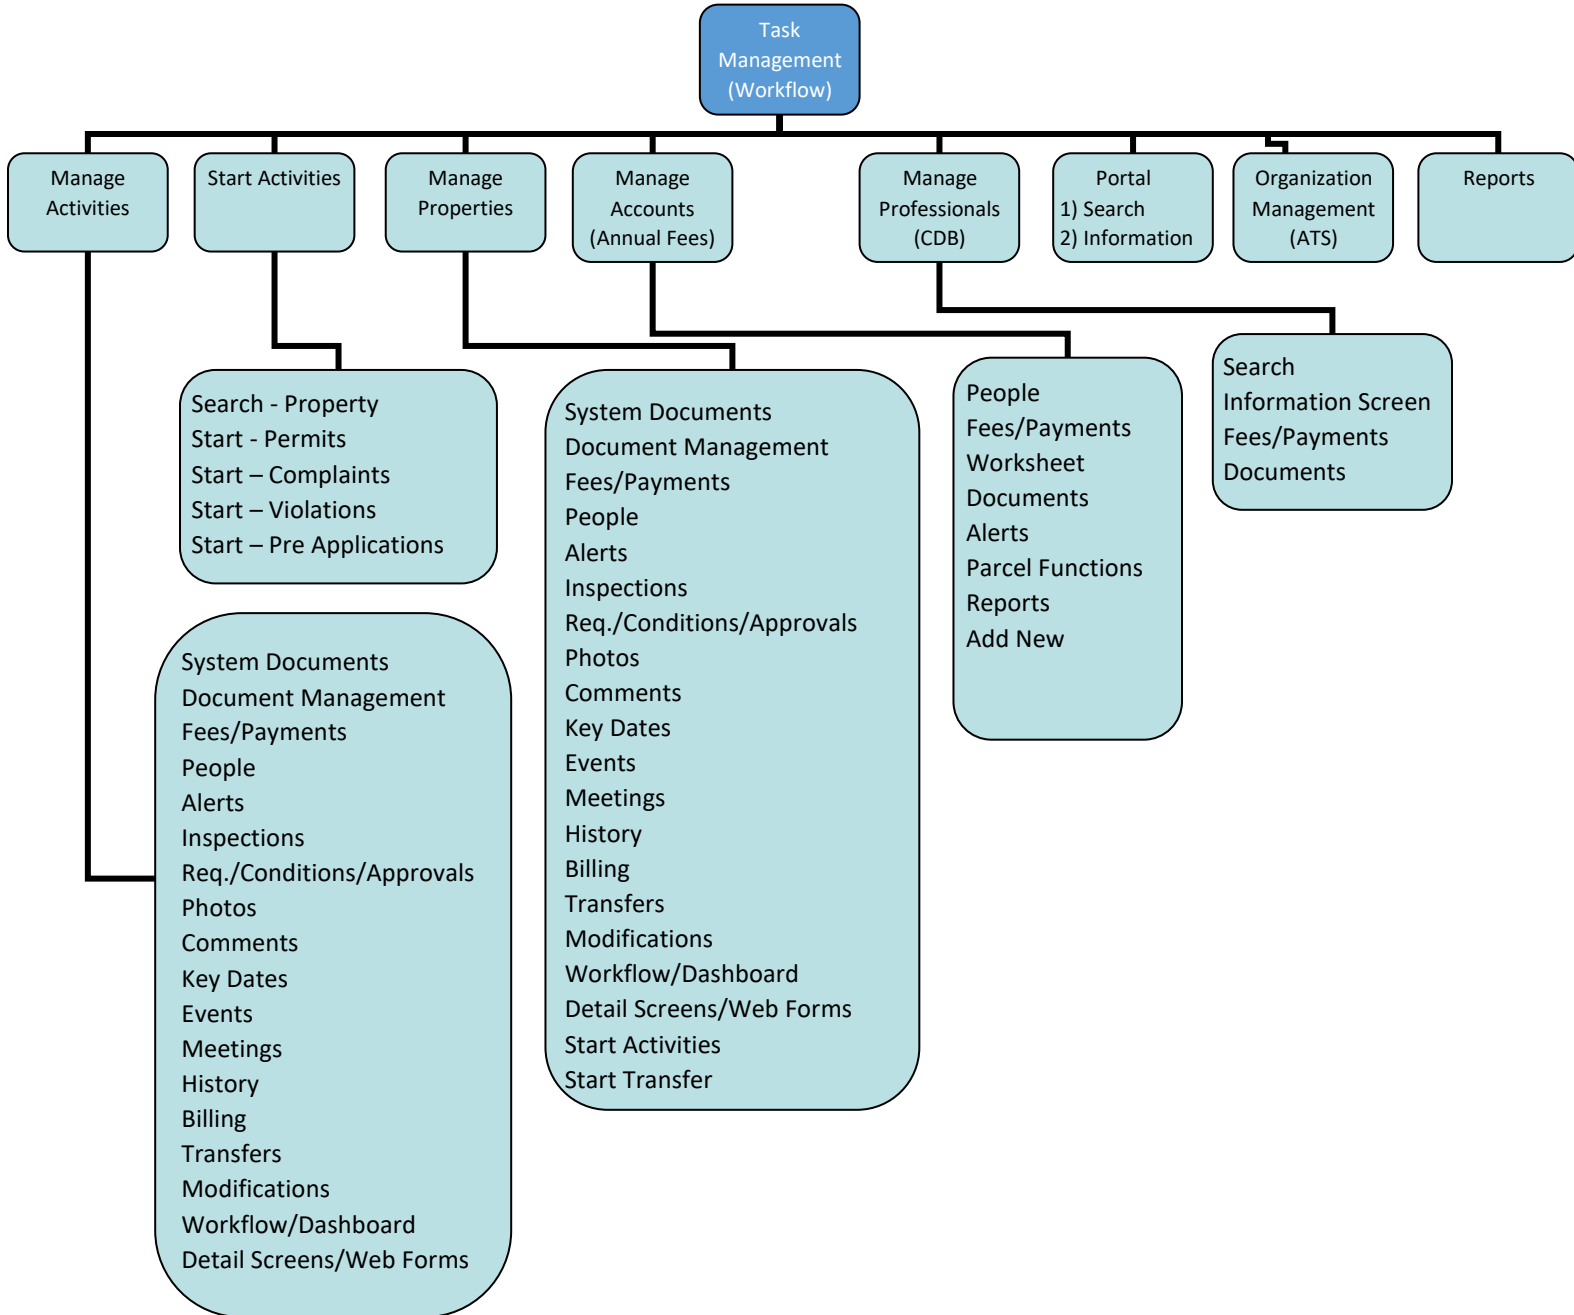 Task
Management
(Workflow)
Manage
Activities
Start Activities
Manage
Properties
Manage
Accounts
(Annual Fees)
Manage
Professionals
(CDB)
Portal
1) Search
2) Information
Organization
Management
(ATS)
Reports
Search - Property
Start - Permits
Start – Complaints
Start – Violations
Start – Pre Applications
System Documents
Document Management
Fees/Payments
People
Alerts
Inspections
Req./Conditions/Approvals
Photos
Comments
Key Dates
Events
Meetings
History
Billing
Transfers
Modifications
Workflow/Dashboard
Detail Screens/Web Forms
Start Activities
Start Transfer
People
Fees/Payments
Worksheet
Documents
Alerts
Parcel Functions
Reports
Add New
Search
Information Screen
Fees/Payments
Documents
System Documents
Document Management
Fees/Payments
People
Alerts
Inspections
Req./Conditions/Approvals
Photos
Comments
Key Dates
Events
Meetings
History
Billing
Transfers
Modifications
Workflow/Dashboard
Detail Screens/Web Forms